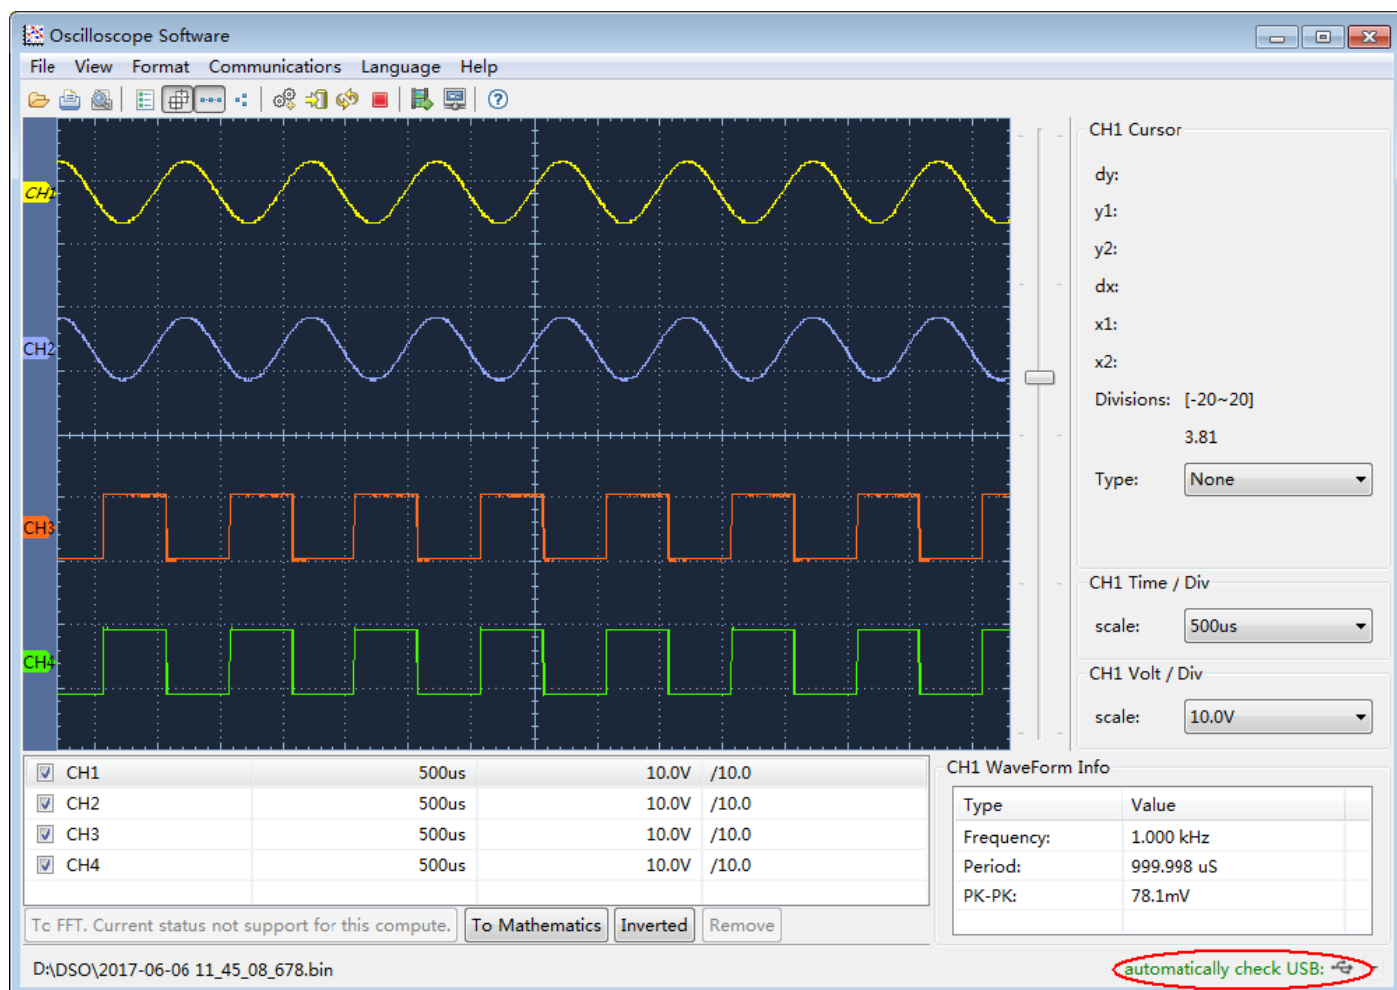 Oscilloscope Software
File View Format Communications Language Help
CH1 Cursor
dy:
y1:
y2:
dx:
x1:
x2:
Divisions: [-20~20]
3.81
Type: None
CH1
CH2
CH3
CH4
CH1 Time / Div
scale: 500us
CH1 Volt / Div
scale: 10.0V
CH1 500us 10.0V /10.0
CH2 500us 10.0V /10.0
CH3 500us 10.0V /10.0
CH4 500us 10.0V /10.0
To FFT. Current status not support for this compute. To Mathematics Inverted Remove
CH1 WaveForm Info
Type Value
Frequency: 1.000 kHz
Period: 999.998 uS
PK-PK: 78.1mV
D:\DSO\2017-06-06 11_45_08_678.bin
automatically check USB: